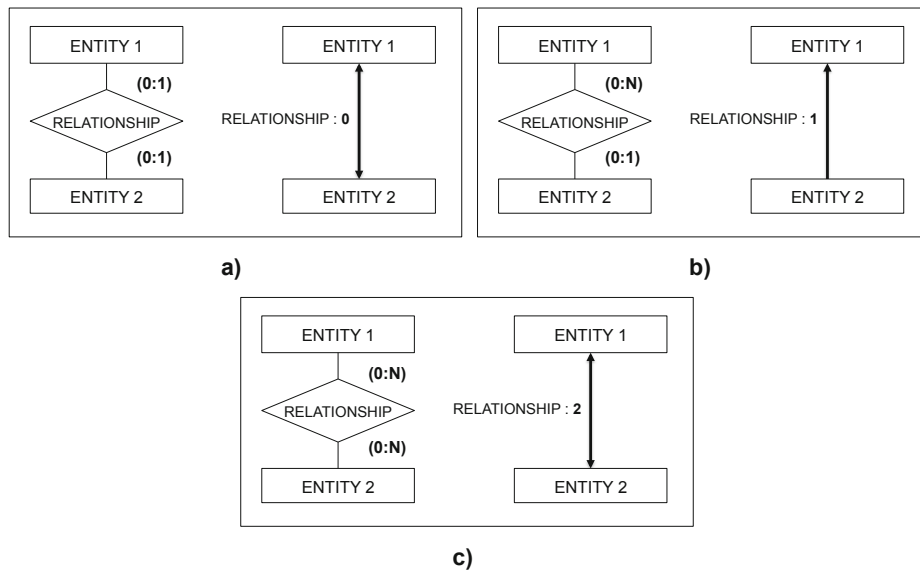 ENTITY 1
(0:1)
RELATIONSHIP
(0:1)
ENTITY 2
ENTITY 1
RELATIONSHIP : 0
ENTITY 2
a)
ENTITY 1
(0:N)
RELATIONSHIP
(0:1)
ENTITY 2
ENTITY 1
RELATIONSHIP : 1
ENTITY 2
b)
ENTITY 1
(0:N)
RELATIONSHIP
(0:N)
ENTITY 2
ENTITY 1
RELATIONSHIP : 2
ENTITY 2
c)